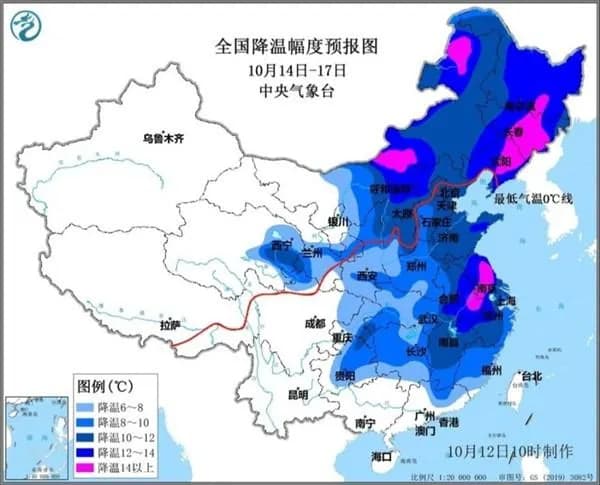 全国降温幅度预报图
10月14日-17日
中央气象台
乌鲁木齐
哈尔滨
长春
沈阳
呼和浩特
北京
天津
最低气温0℃线
银川
太原
石家庄
济南
西宁
兰州
西安
郑州
合肥
南京
上海
杭州
拉萨
成都
重庆
武汉
长沙
南昌
贵阳
福州
台北
昆明
南宁
广州
香港
澳门
海口
图例(℃)
降温6～8
降温8～10
降温10～12
降温12～14
降温14以上
10月12日10时制作
比例尺 1:20 000 000
审图号: GS (2019) 3082号